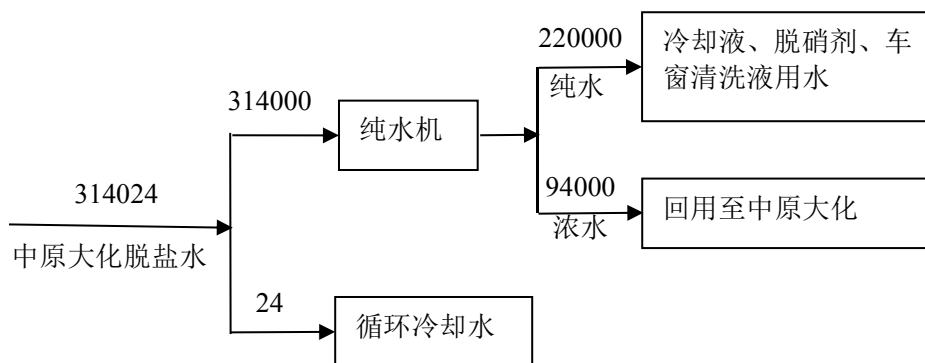 220000
纯水
冷却液、脱硝剂、车
窗清洗液用水
314000
纯水机
314024
中原大化脱盐水
94000
浓水
回用至中原大化
24
循环冷却水